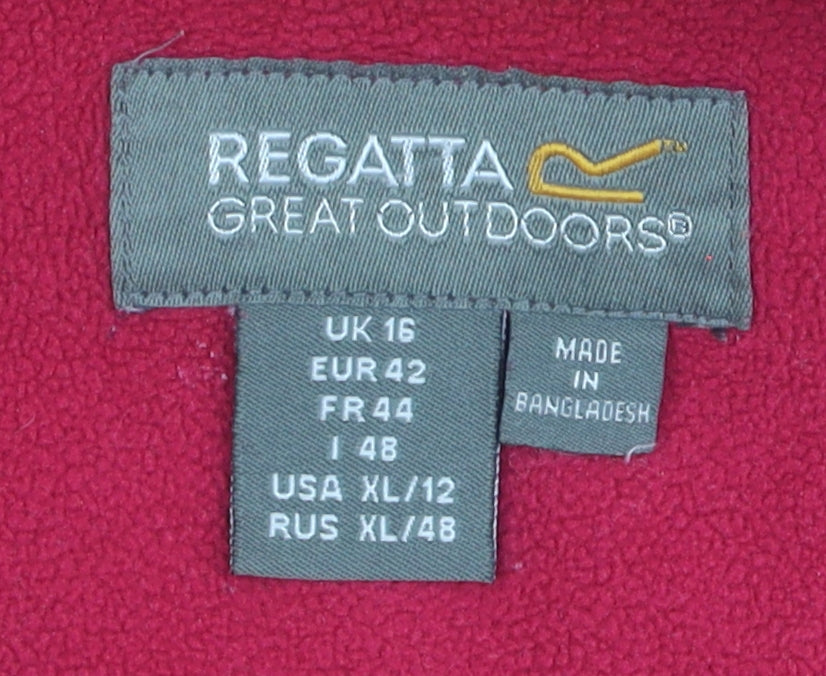 REGATTA
GREAT OUTDOORS®
UK 16
EUR 42
FR 44
I 48
USA XL/12
RUS XL/48
MADE
IN
BANGLADESH